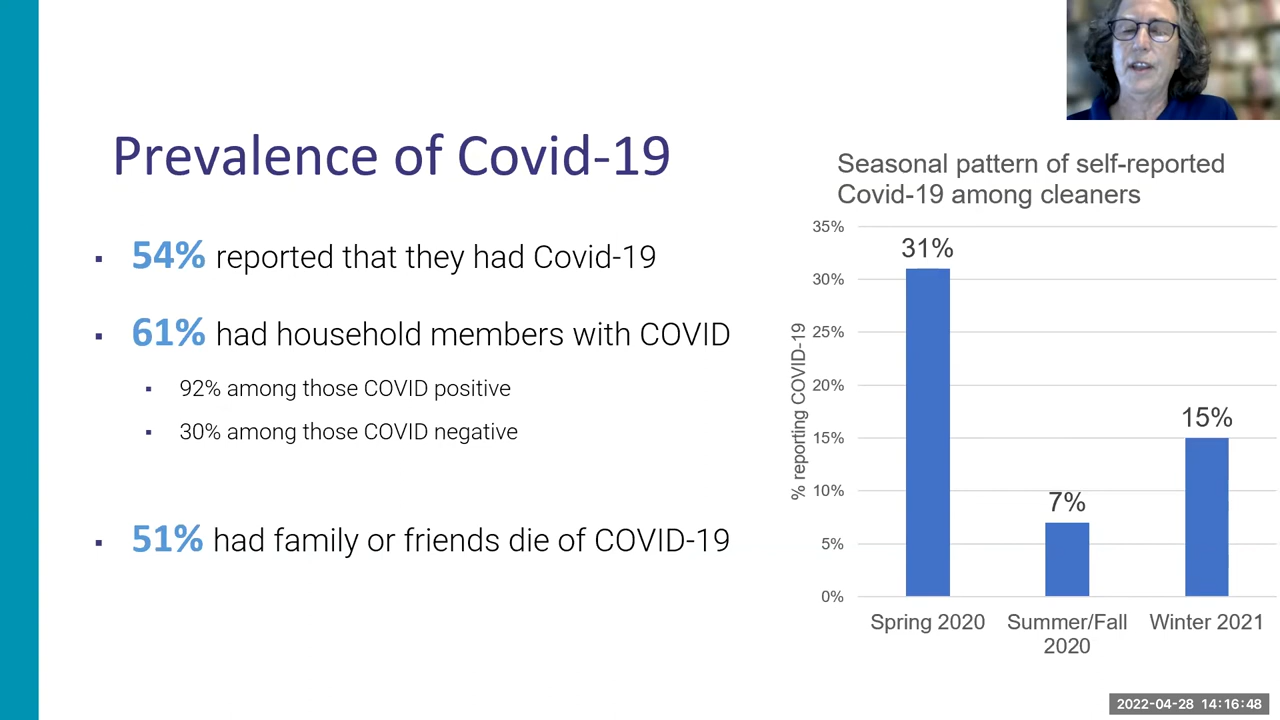 Prevalence of Covid-19
▪ 54% reported that they had Covid-19
▪ 61% had household members with COVID
▪ 92% among those COVID positive
▪ 30% among those COVID negative
▪ 51% had family or friends die of COVID-19
Seasonal pattern of self-reported
Covid-19 among cleaners
% reporting COVID-19
35%
30%
25%
20%
15%
10%
5%
0%
31%
7%
15%
Spring 2020
Summer/Fall
2020
Winter 2021
2022-04-28 14:16:48